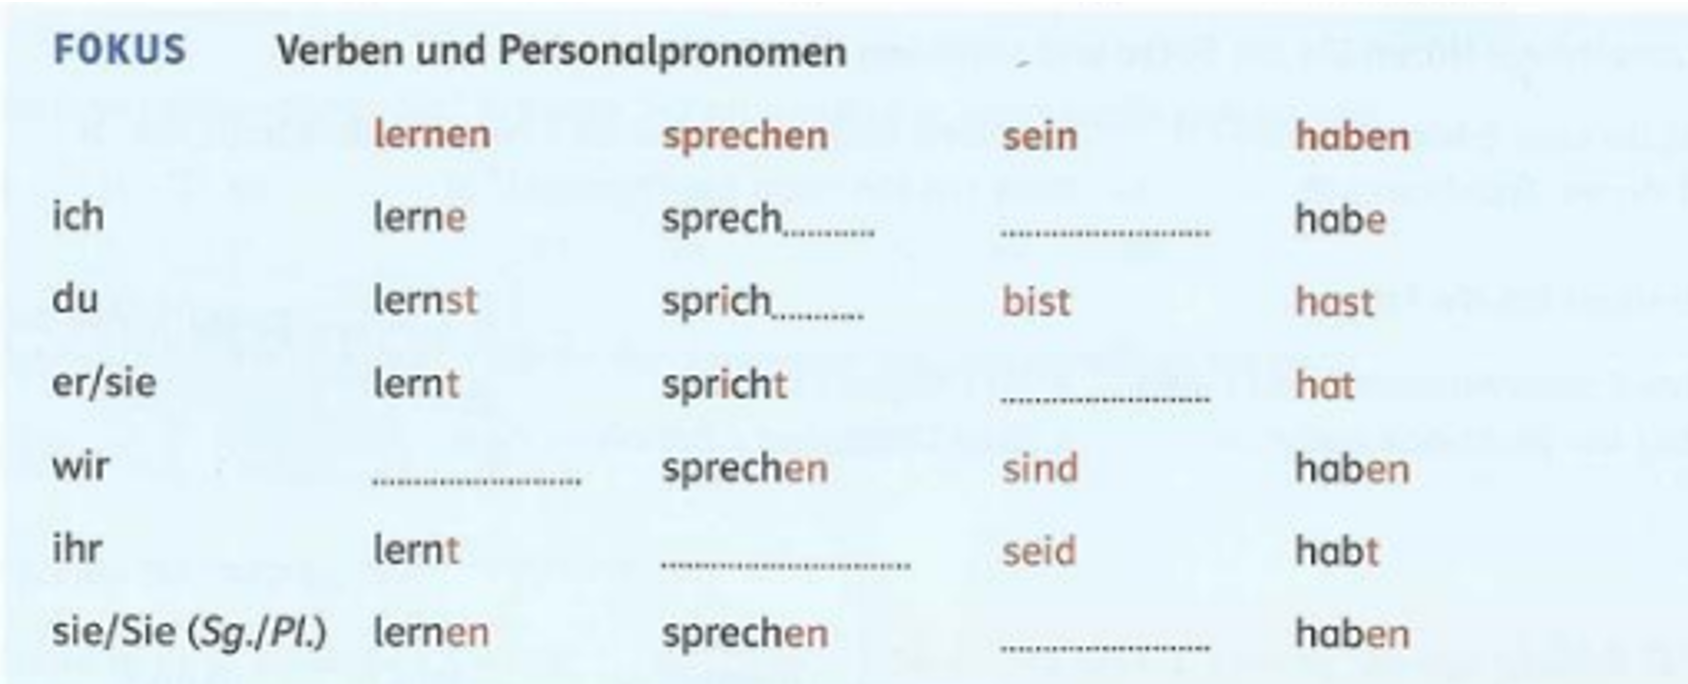 FOKUS Verben und Personalpronomen
lernen sprechen sein haben
ich lerne sprech......... ..................... habe
du lernst sprich......... bist hast
er/sie lernt spricht ..................... hat
wir ..................... sprechen sind haben
ihr lernt ......................... seid habt
sie/Sie (Sg./Pl.) lernen sprechen ..................... haben